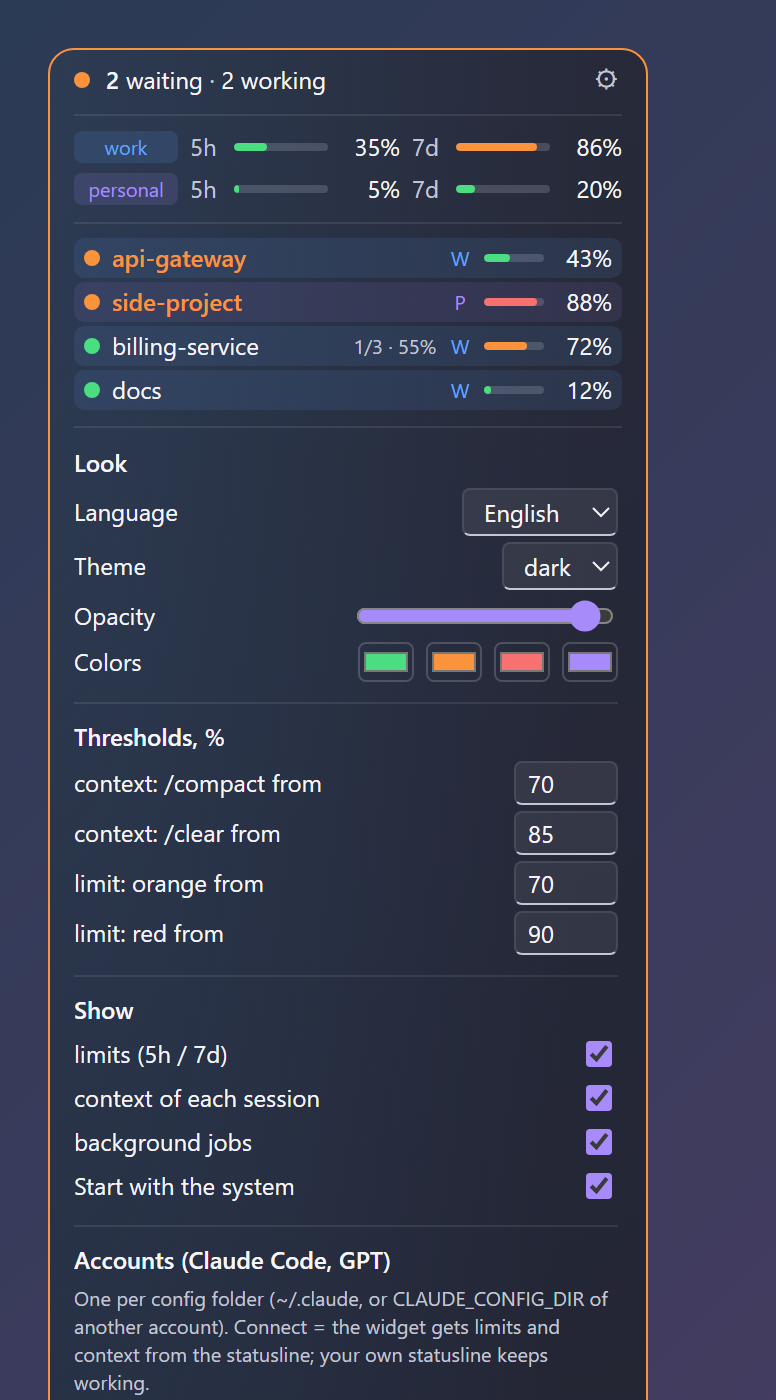 2 waiting · 2 working
work 5h 35% 7d 86%
personal 5h 5% 7d 20%
api-gateway W 43%
side-project P 88%
billing-service 1/3 · 55% W 72%
docs W 12%
Look
Language English
Theme dark
Opacity
Colors
Thresholds, %
context: /compact from 70
context: /clear from 85
limit: orange from 70
limit: red from 90
Show
limits (5h / 7d)
context of each session
background jobs
Start with the system
Accounts (Claude Code, GPT)
One per config folder (~/.claude, or CLAUDE_CONFIG_DIR of
another account). Connect = the widget gets limits and
context from the statusline; your own statusline keeps
working.